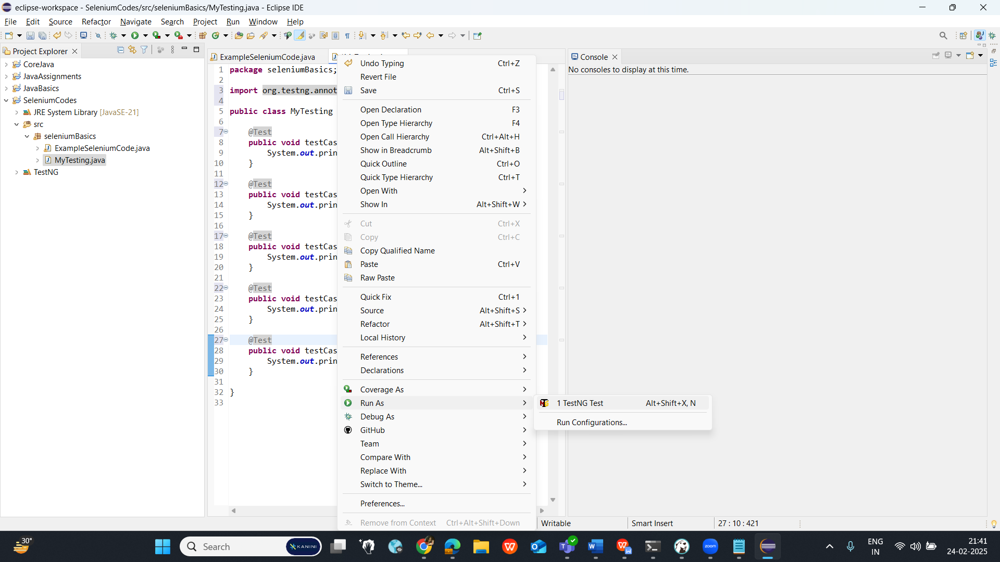 eclipse-workspace - SeleniumCodes/src/seleniumBasics/MyTesting.java - Eclipse IDE
File Edit Source Refactor Navigate Search Project Run Window Help
Project Explorer
CoreJava
JavaAssignments
JavaBasics
SeleniumCodes
JRE System Library [JavaSE-21]
src
seleniumBasics
ExampleSeleniumCode.java
MyTesting.java
TestNG
ExampleSeleniumCode.java
1 package seleniumBasics;
2
3 import org.testng.annot
4
5 public class MyTesting
6
7 @Test
8 public void testCas
9 System.out.prin
10 }
11
12 @Test
13 public void testCas
14 System.out.prin
15 }
16
17 @Test
18 public void testCas
19 System.out.prin
20 }
21
22 @Test
23 public void testCas
24 System.out.prin
25 }
26
27 @Test
28 public void testCas
29 System.out.prin
30 }
31
32 }
33
Undo Typing Ctrl+Z
Revert File
Save Ctrl+S
Open Declaration F3
Open Type Hierarchy F4
Open Call Hierarchy Ctrl+Alt+H
Show in Breadcrumb Alt+Shift+B
Quick Outline Ctrl+O
Quick Type Hierarchy Ctrl+T
Open With
Show In Alt+Shift+W
Cut Ctrl+X
Copy Ctrl+C
Copy Qualified Name
Paste Ctrl+V
Raw Paste
Quick Fix Ctrl+1
Source Alt+Shift+S
Refactor Alt+Shift+T
Local History
References
Declarations
Coverage As
Run As
Debug As
GitHub
Team
Compare With
Replace With
Switch to Theme...
Preferences...
Remove from Context Ctrl+Alt+Shift+Down
1 TestNG Test Alt+Shift+X, N
Run Configurations...
Console
No consoles to display at this time.
Writable Smart Insert 27 : 10 : 421
30°
Search
KANINI
zoom
ENG
IN
21:41
24-02-2025